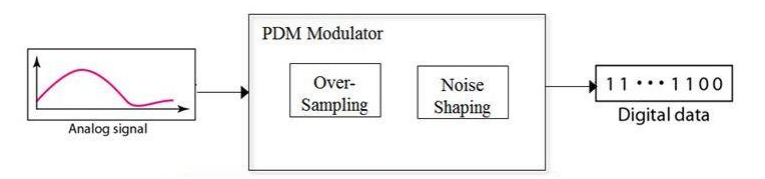 PDM Modulator
Over-
Sampling
Noise
Shaping
Analog signal
11 ··· 1100
Digital data